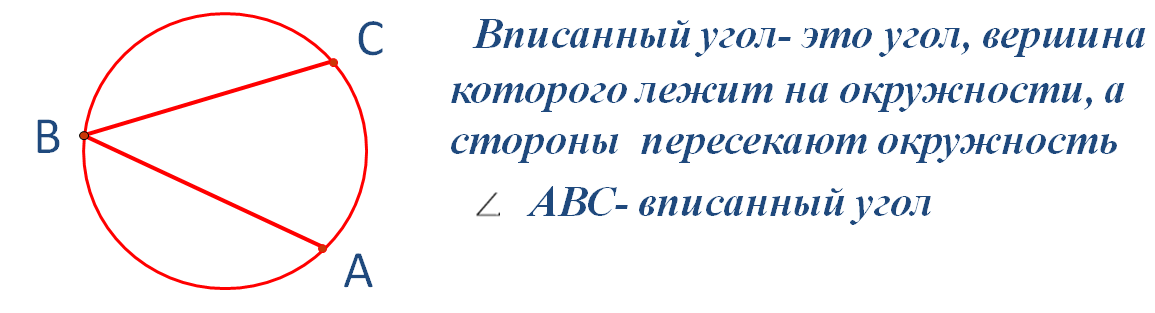 C
B
A
Вписанный угол- это угол, вершина
которого лежит на окружности, а
стороны пересекают окружность
∠ ABC- вписанный угол